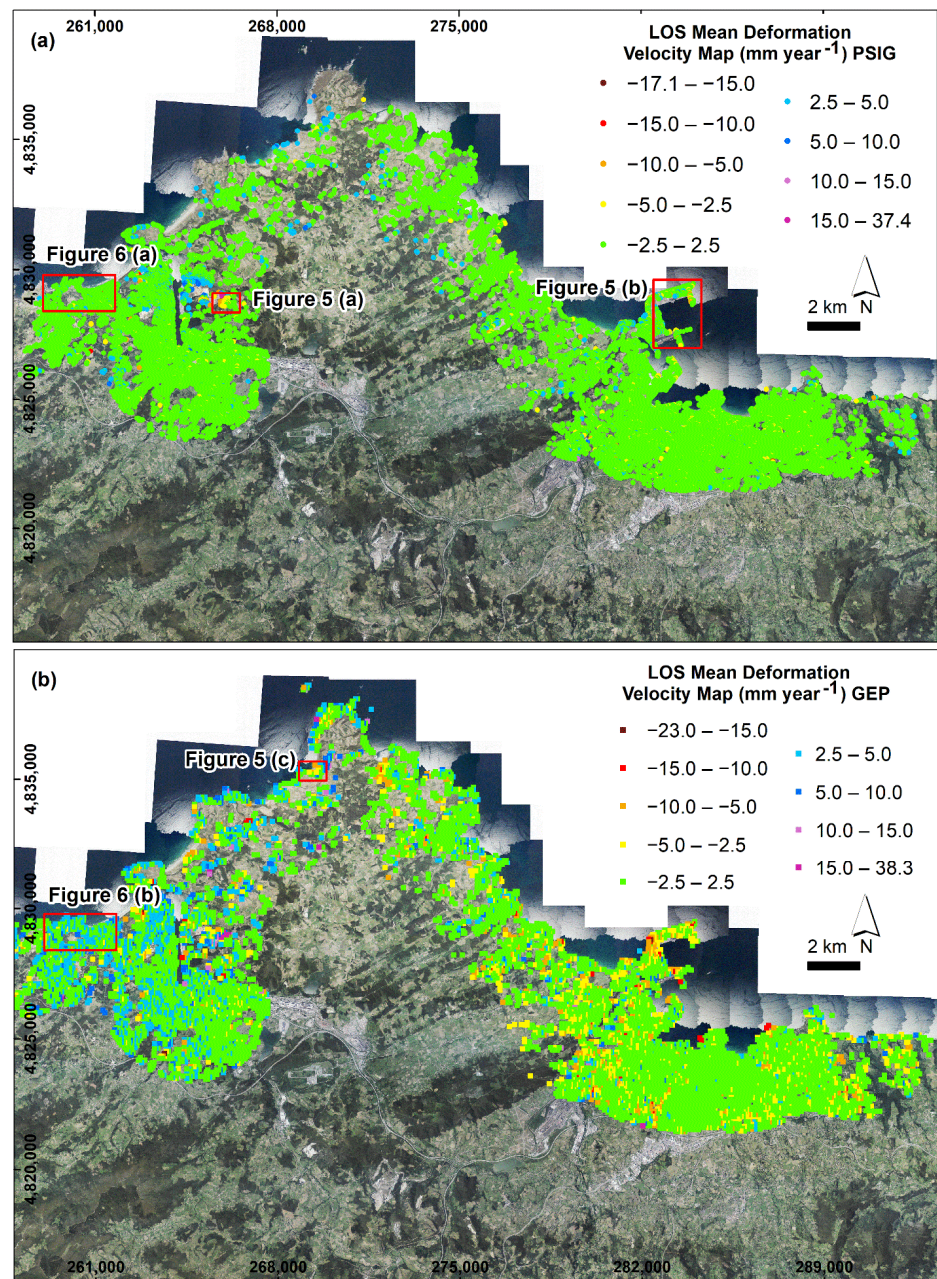 261,000 268,000 275,000
(a)
LOS Mean Deformation
Velocity Map (mm year⁻¹) PSIG
−17.1 – −15.0
−15.0 – −10.0
−10.0 – −5.0
−5.0 – −2.5
−2.5 – 2.5
2.5 – 5.0
5.0 – 10.0
10.0 – 15.0
15.0 – 37.4
4,835,000
4,830,000
4,825,000
4,820,000
Figure 6 (a)
Figure 5 (a)
Figure 5 (b)
2 km N
(b)
LOS Mean Deformation
Velocity Map (mm year⁻¹) GEP
−23.0 – −15.0
−15.0 – −10.0
−10.0 – −5.0
−5.0 – −2.5
−2.5 – 2.5
2.5 – 5.0
5.0 – 10.0
10.0 – 15.0
15.0 – 38.3
Figure 5 (c)
4,835,000
4,830,000
4,825,000
4,820,000
Figure 6 (b)
2 km N
261,000 268,000 275,000 282,000 289,000